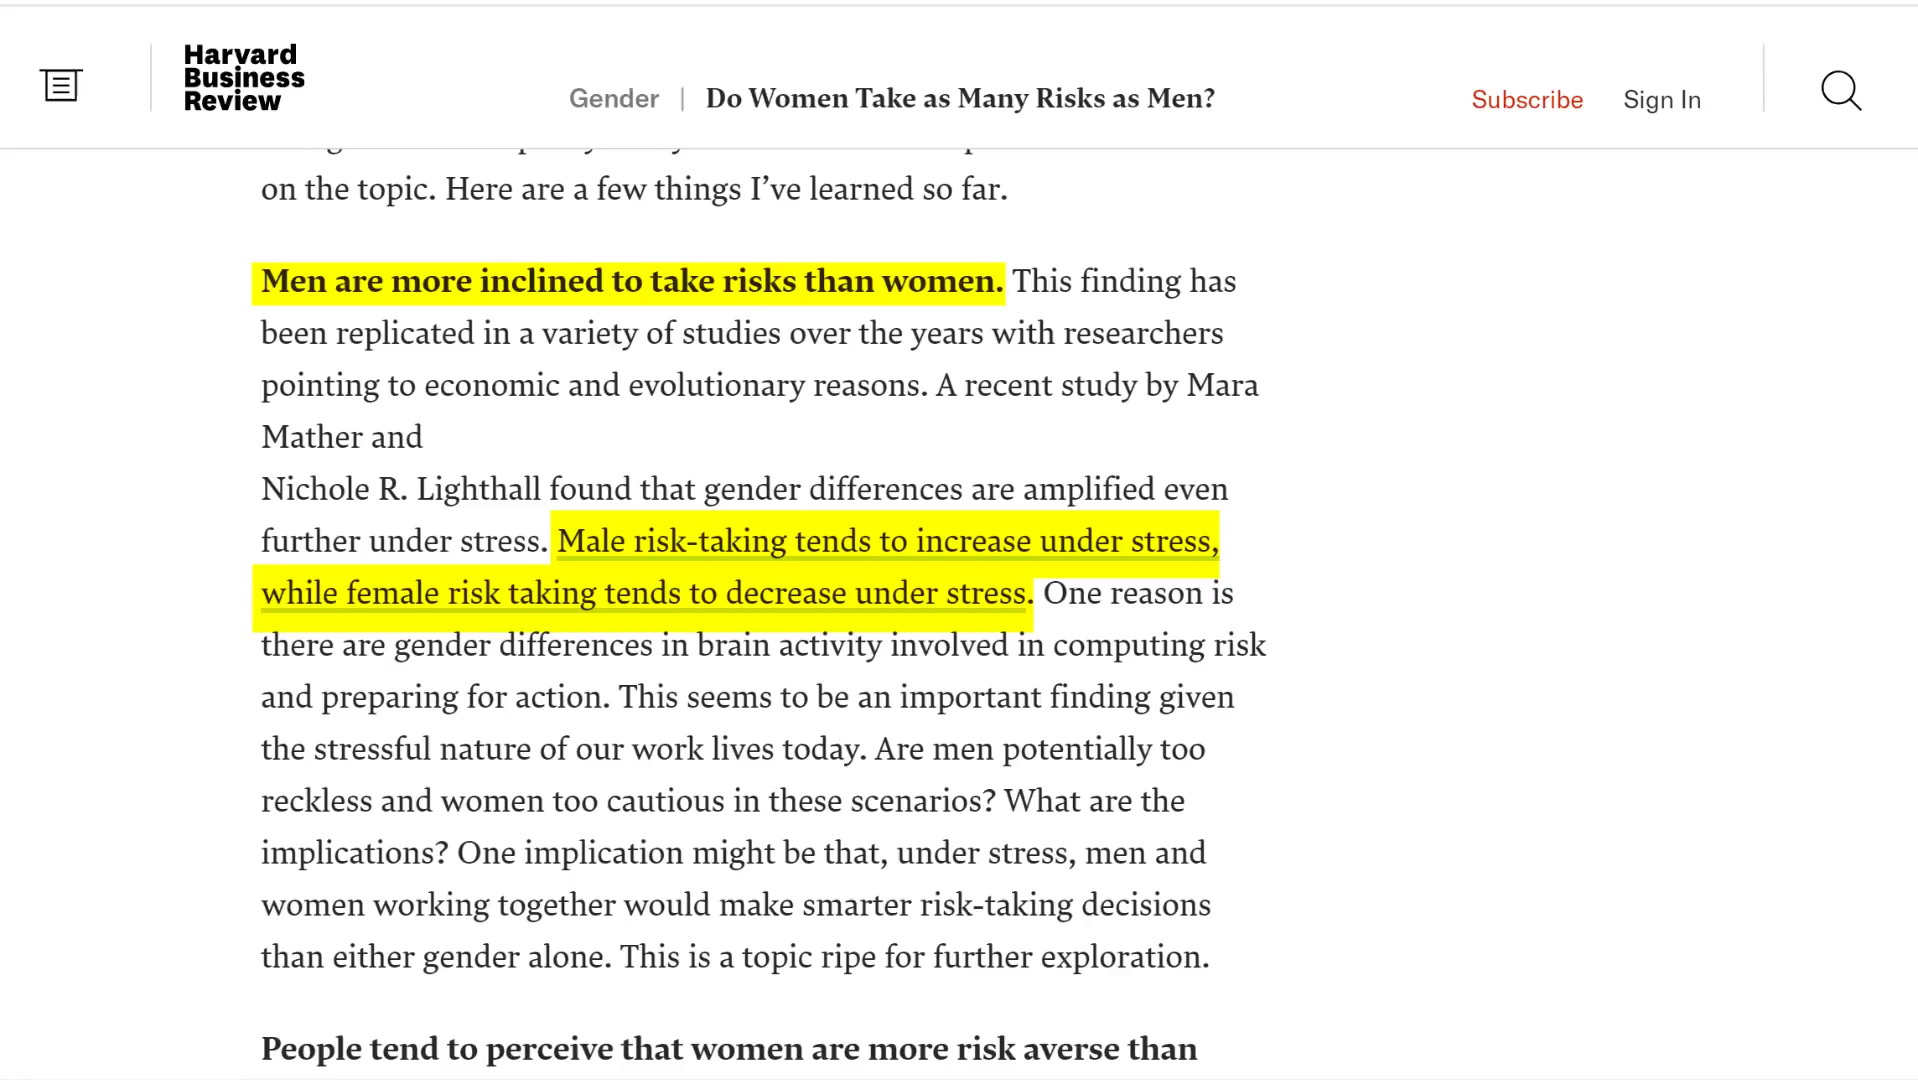 Harvard
Business
Review
Gender | Do Women Take as Many Risks as Men?
Subscribe
Sign In
on the topic. Here are a few things I’ve learned so far.
Men are more inclined to take risks than women. This finding has
been replicated in a variety of studies over the years with researchers
pointing to economic and evolutionary reasons. A recent study by Mara
Mather and
Nichole R. Lighthall found that gender differences are amplified even
further under stress. Male risk-taking tends to increase under stress,
while female risk taking tends to decrease under stress. One reason is
there are gender differences in brain activity involved in computing risk
and preparing for action. This seems to be an important finding given
the stressful nature of our work lives today. Are men potentially too
reckless and women too cautious in these scenarios? What are the
implications? One implication might be that, under stress, men and
women working together would make smarter risk-taking decisions
than either gender alone. This is a topic ripe for further exploration.
People tend to perceive that women are more risk averse than